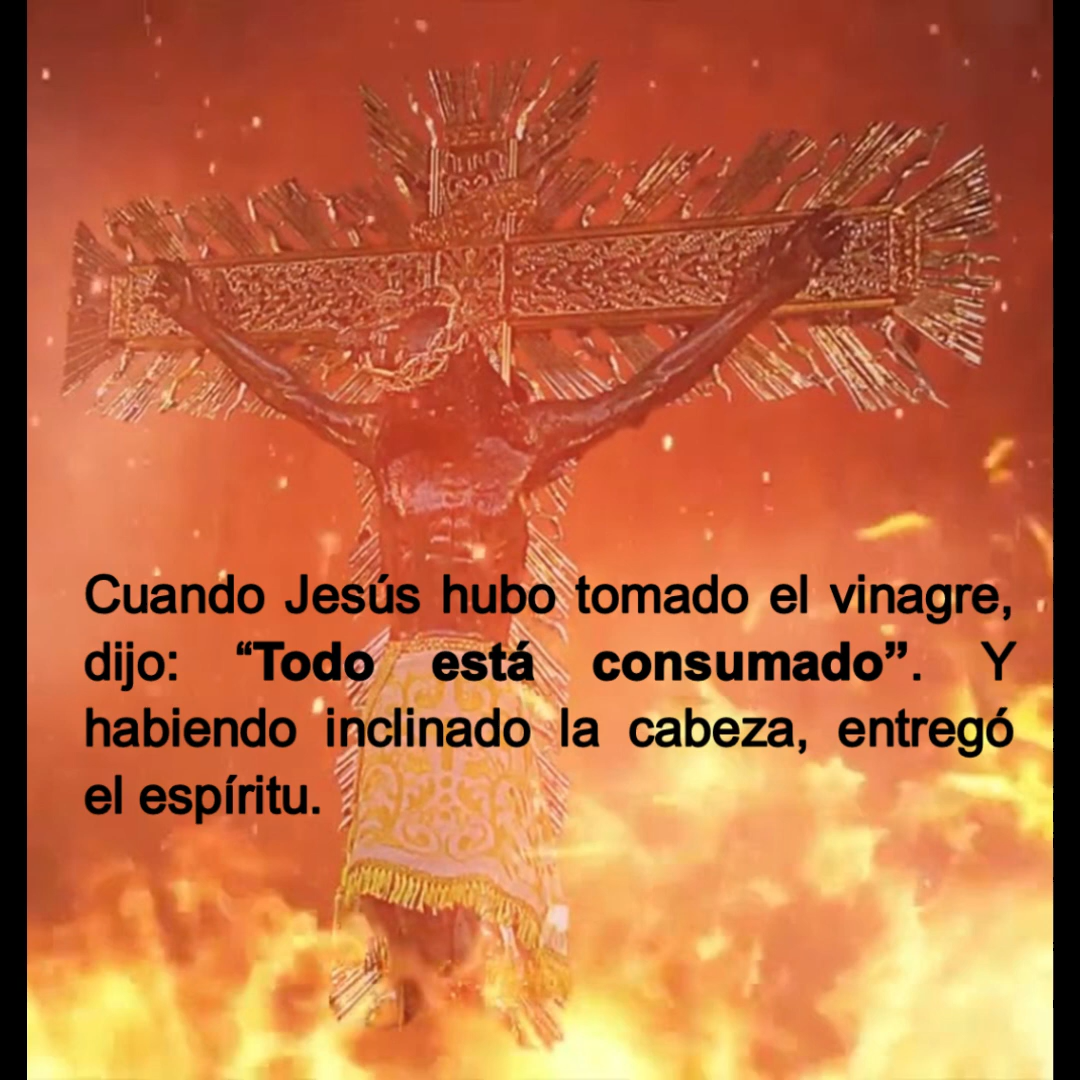 Cuando Jesús hubo tomado el vinagre,
dijo: “Todo está consumado”. Y
habiendo inclinado la cabeza, entregó
el espíritu.